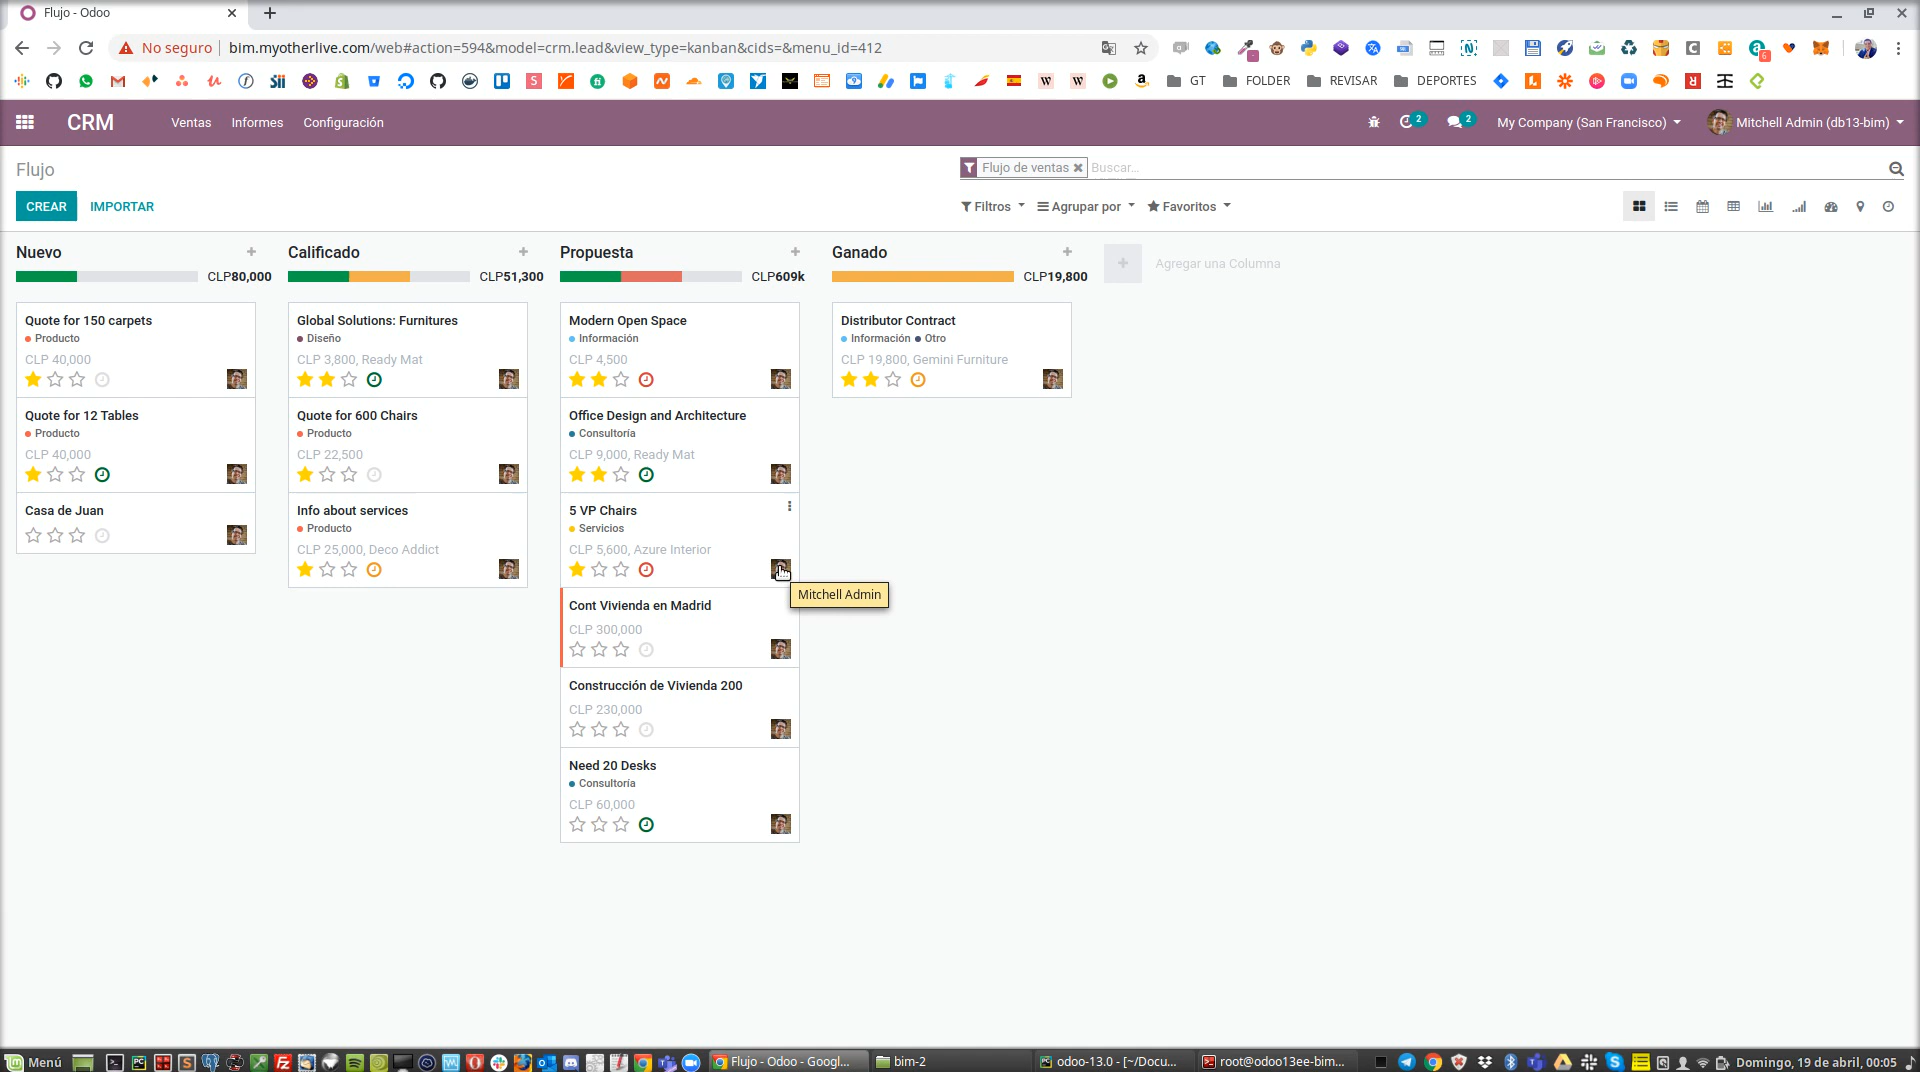 Flujo - Odoo
No seguro
bim.myotherlive.com/web#action=594&model=crm.lead&view_type=kanban&cids=&menu_id=412
GT
FOLDER
REVISAR
DEPORTES
CRM
Ventas
Informes
Configuración
2
2
My Company (San Francisco)
Mitchell Admin (db13-bim)
Flujo
Flujo de ventas
Buscar...
CREAR
IMPORTAR
Filtros
Agrupar por
Favoritos
Nuevo
CLP80,000
Quote for 150 carpets
Producto
CLP 40,000
Quote for 12 Tables
Producto
CLP 40,000
Casa de Juan
Calificado
CLP51,300
Global Solutions: Furnitures
Diseño
CLP 3,800, Ready Mat
Quote for 600 Chairs
Producto
CLP 22,500
Info about services
Producto
CLP 25,000, Deco Addict
Propuesta
CLP609k
Modern Open Space
Información
CLP 4,500
Office Design and Architecture
Consultoría
CLP 9,000, Ready Mat
5 VP Chairs
Servicios
CLP 5,600, Azure Interior
Mitchell Admin
Cont Vivienda en Madrid
CLP 300,000
Construcción de Vivienda 200
CLP 230,000
Need 20 Desks
Consultoría
CLP 60,000
Ganado
CLP19,800
Distributor Contract
Información Otro
CLP 19,800, Gemini Furniture
Agregar una Columna
Menú
Flujo - Odoo - Googl...
bim-2
odoo-13.0 - [~/Docu...
root@odoo13ee-bim...
Domingo, 19 de abril, 00:05